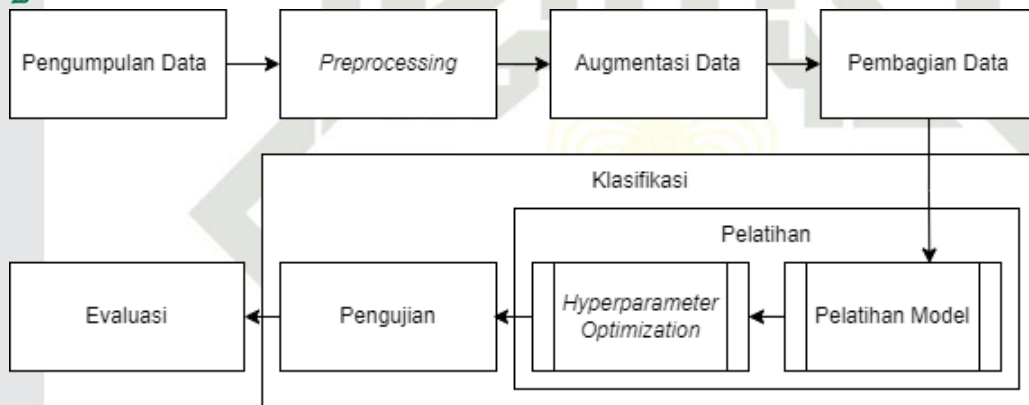 Pengumpulan Data
Preprocessing
Augmentasi Data
Pembagian Data
Klasifikasi
Pelatihan
Pelatihan Model
Hyperparameter
Optimization
Pengujian
Evaluasi